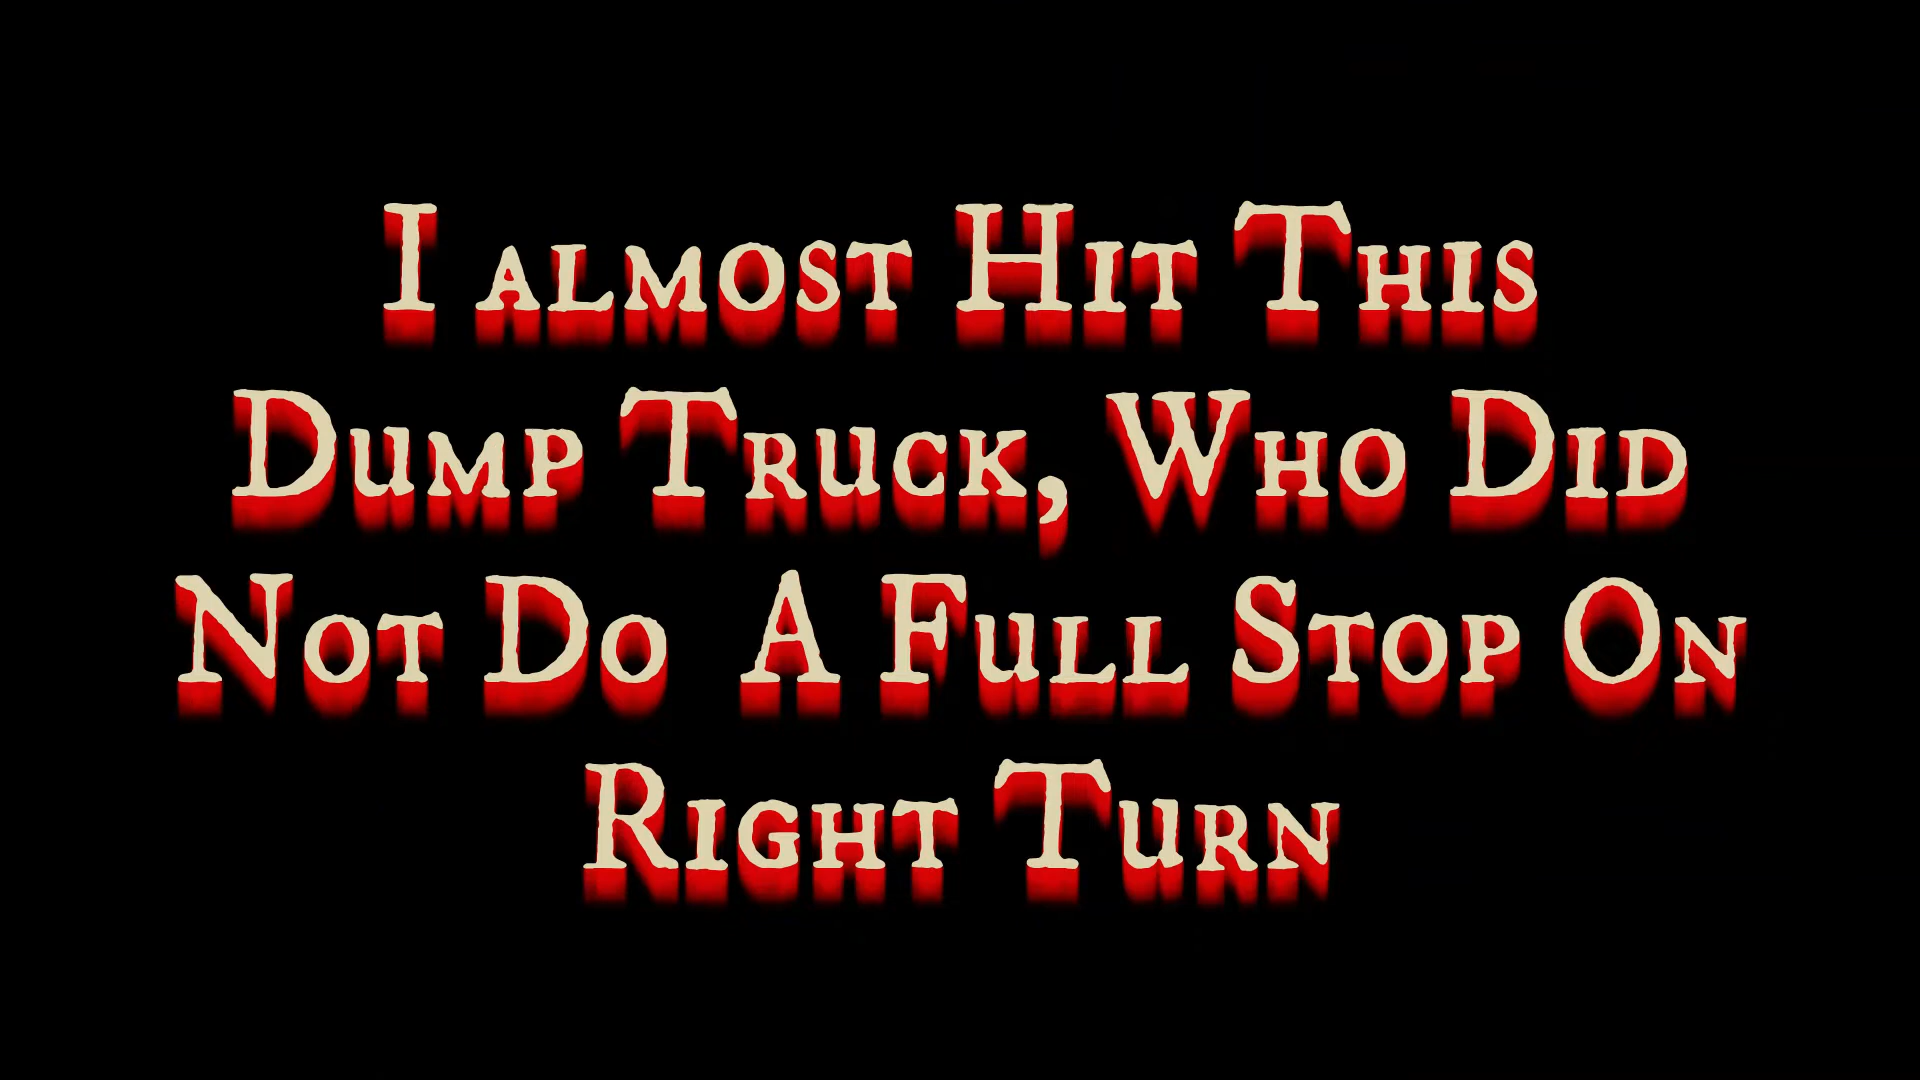 I almost Hit This
Dump Truck, Who Did
Not Do  A Full Stop On
Right Turn